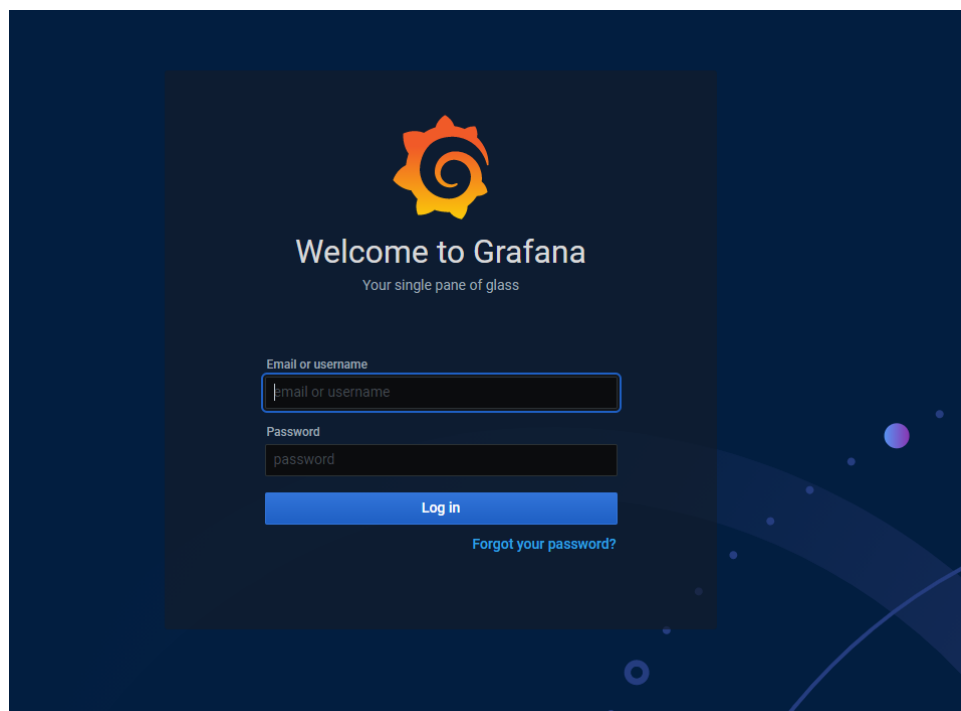 Welcome to Grafana
Your single pane of glass
Email or username
email or username
Password
password
Log in
Forgot your password?